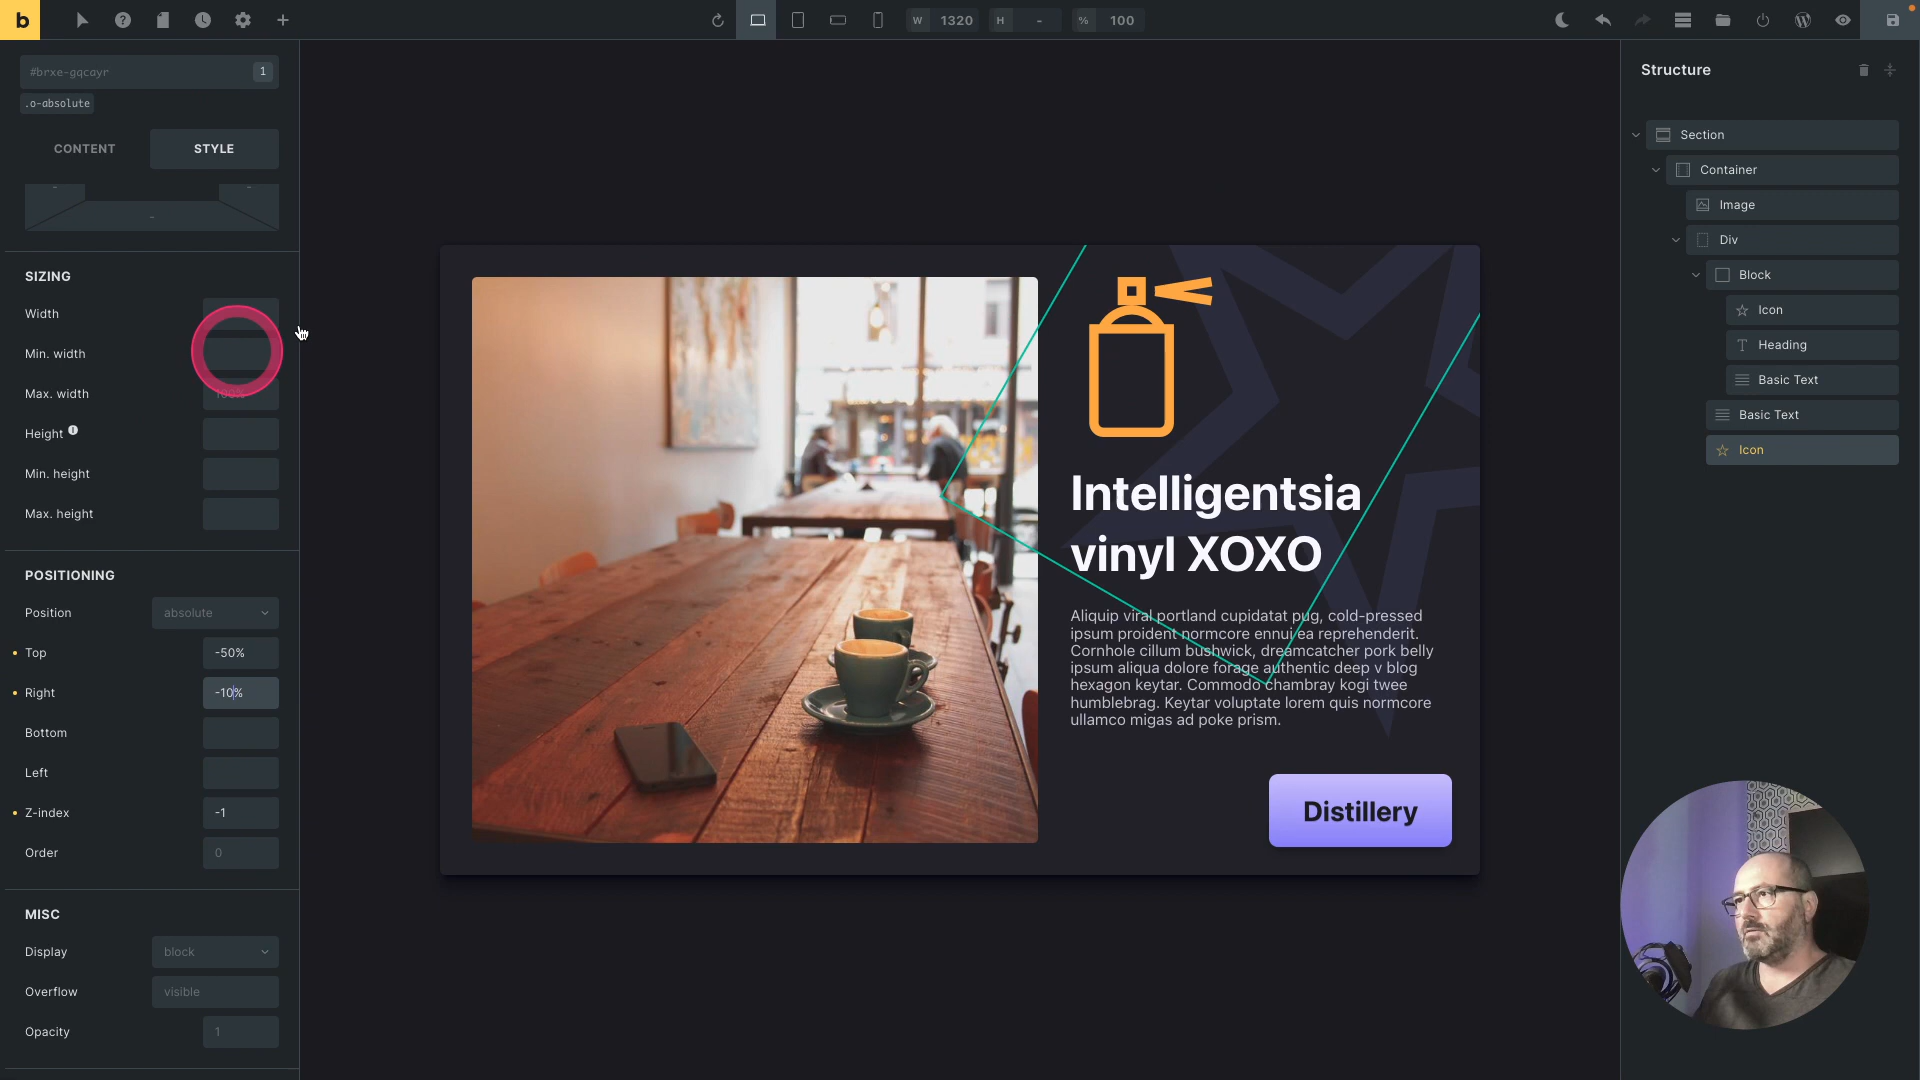 b
W 1320 H - % 100
#brxe-gqcayr 1
.o-absolute
CONTENT STYLE
-
SIZING
Width
Min. width
Max. width 100%
Height
Min. height
Max. height
POSITIONING
Position absolute
Top -50%
Right -10%
Bottom
Left
Z-index -1
Order 0
MISC
Display block
Overflow visible
Opacity 1
Intelligentsia
vinyl XOXO
Aliquip viral portland cupidatat pug, cold-pressed
ipsum proident normcore ennui ea reprehenderit.
Cornhole cillum bushwick, dreamcatcher pork belly
ipsum aliqua dolore forage authentic deep v blog
hexagon keytar. Commodo chambray kogi twee
humblebrag. Keytar voluptate lorem quis normcore
ullamco migas ad poke prism.
Distillery
Structure
Section
Container
Image
Div
Block
Icon
Heading
Basic Text
Basic Text
Icon